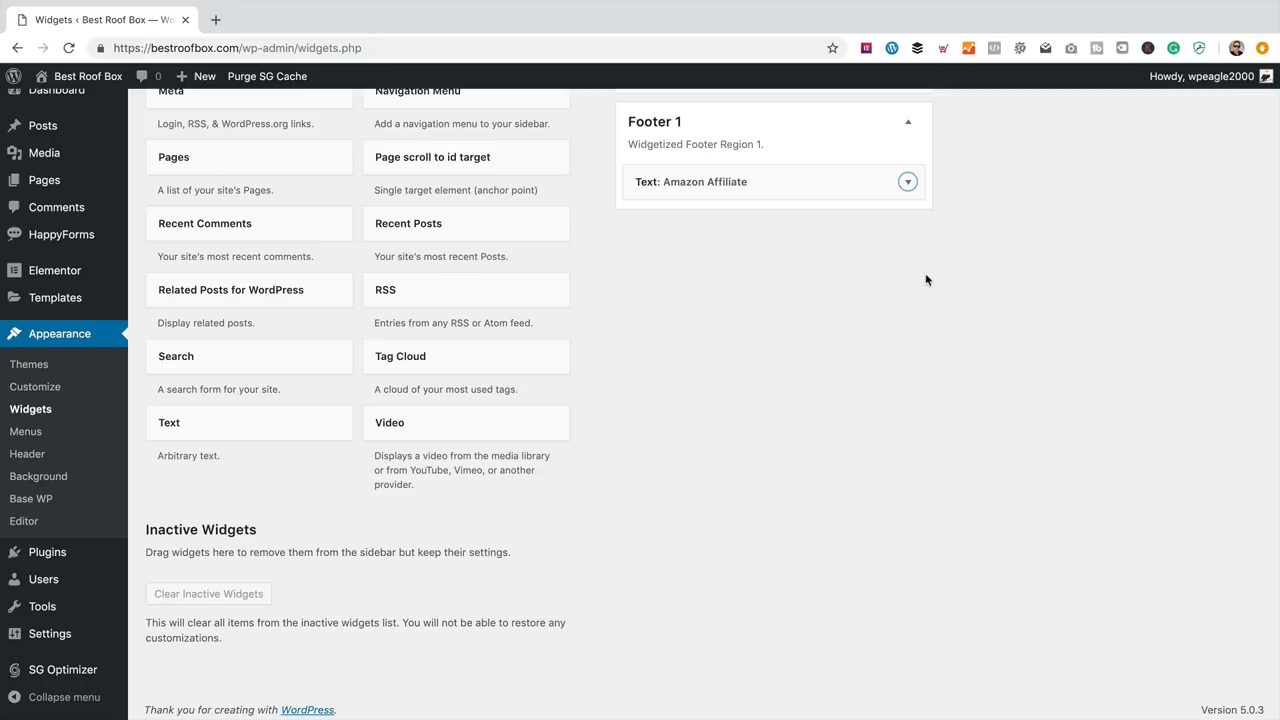 Widgets ‹ Best Roof Box — Wo
https://bestroofbox.com/wp-admin/widgets.php
Best Roof Box
0
New
Purge SG Cache
Howdy, wpeagle2000
Dashboard
Posts
Media
Pages
Comments
HappyForms
Elementor
Templates
Appearance
Themes
Customize
Widgets
Menus
Header
Background
Base WP
Editor
Plugins
Users
Tools
Settings
SG Optimizer
Collapse menu
Meta
Login, RSS, & WordPress.org links.
Navigation Menu
Add a navigation menu to your sidebar.
Pages
A list of your site's Pages.
Page scroll to id target
Single target element (anchor point)
Recent Comments
Your site's most recent comments.
Recent Posts
Your site's most recent Posts.
Related Posts for WordPress
Display related posts.
RSS
Entries from any RSS or Atom feed.
Search
A search form for your site.
Tag Cloud
A cloud of your most used tags.
Text
Arbitrary text.
Video
Displays a video from the media library
or from YouTube, Vimeo, or another
provider.
Inactive Widgets
Drag widgets here to remove them from the sidebar but keep their settings.
Clear Inactive Widgets
This will clear all items from the inactive widgets list. You will not be able to restore any
customizations.
Footer 1
Widgetized Footer Region 1.
Text: Amazon Affiliate
Thank you for creating with WordPress.
Version 5.0.3